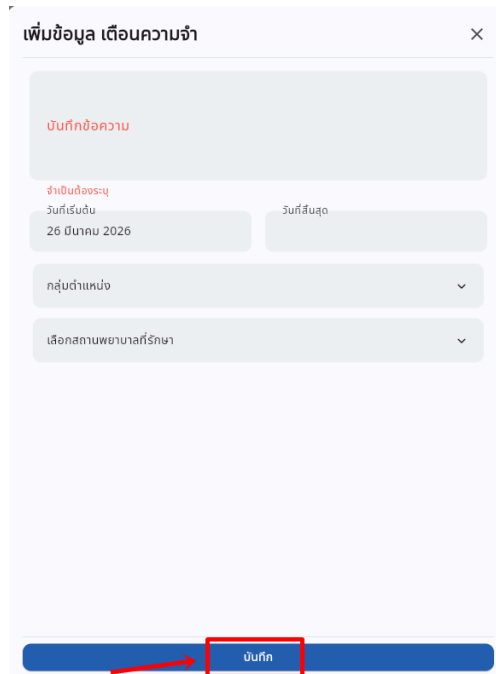 เพิ่มข้อมูล เตือนความจำ
บันทึกข้อความ
จำเป็นต้องระบุ
วันที่เริ่มต้น
26 มีนาคม 2026
วันที่สิ้นสุด
กลุ่มตำแหน่ง
เลือกสถานพยาบาลที่รักษา
บันทึก